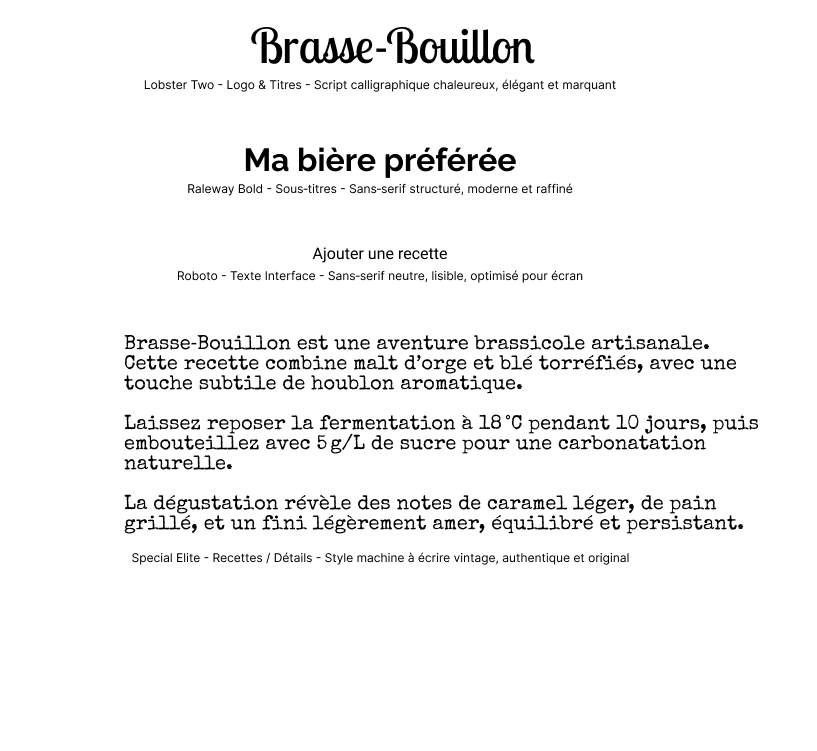 Brasse-Bouillon
Lobster Two - Logo & Titres - Script calligraphique chaleureux, élégant et marquant
Ma bière préférée
Raleway Bold - Sous-titres - Sans-serif structuré, moderne et raffiné
Ajouter une recette
Roboto - Texte Interface - Sans-serif neutre, lisible, optimisé pour écran
Brasse-Bouillon est une aventure brassicole artisanale.
Cette recette combine malt d’orge et blé torréfiés, avec une
touche subtile de houblon aromatique.
Laissez reposer la fermentation à 18 °C pendant 10 jours, puis
embouteillez avec 5 g/L de sucre pour une carbonatation
naturelle.
La dégustation révèle des notes de caramel léger, de pain
grillé, et un fini légèrement amer, équilibré et persistant.
Special Elite - Recettes / Détails - Style machine à écrire vintage, authentique et original